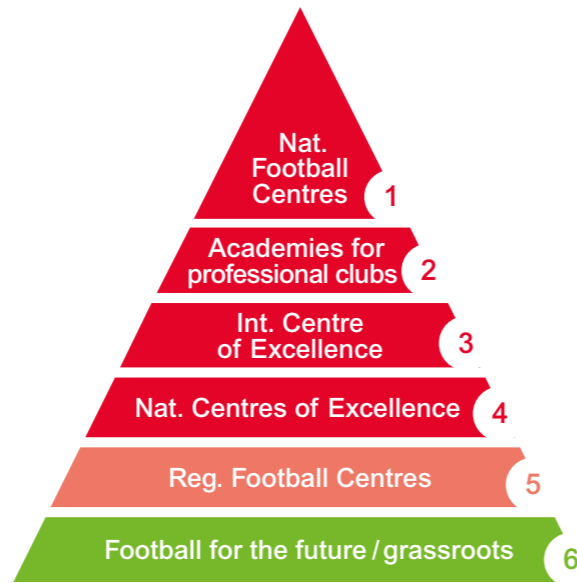 Nat.
Football
Centres
1
Academies for
professional clubs
2
Int. Centre
of Excellence
3
Nat. Centres of Excellence
4
Reg. Football Centres
5
Football for the future / grassroots
6